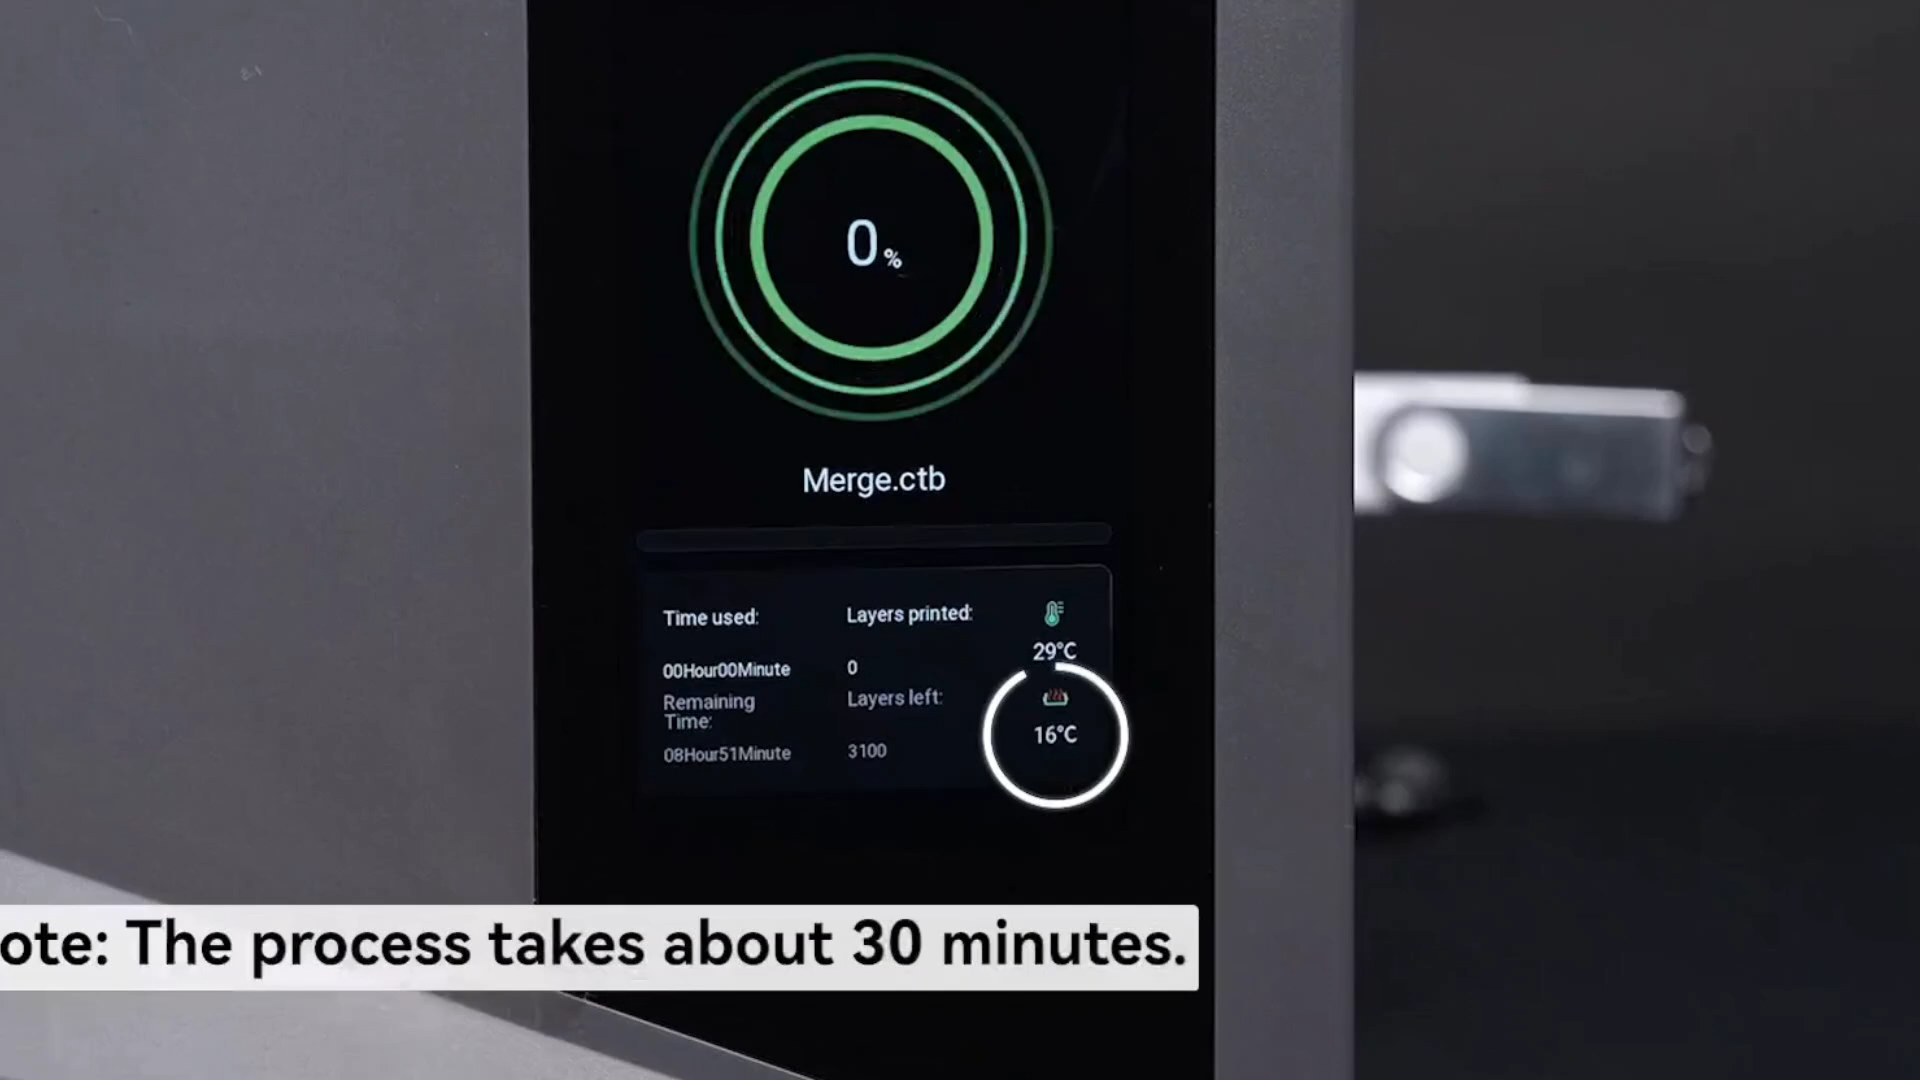 0%
Merge.ctb
Time used:
00Hour00Minute
Remaining
Time:
08Hour51Minute
Layers printed:
0
Layers left:
3100
29°C
16°C
ote: The process takes about 30 minutes.